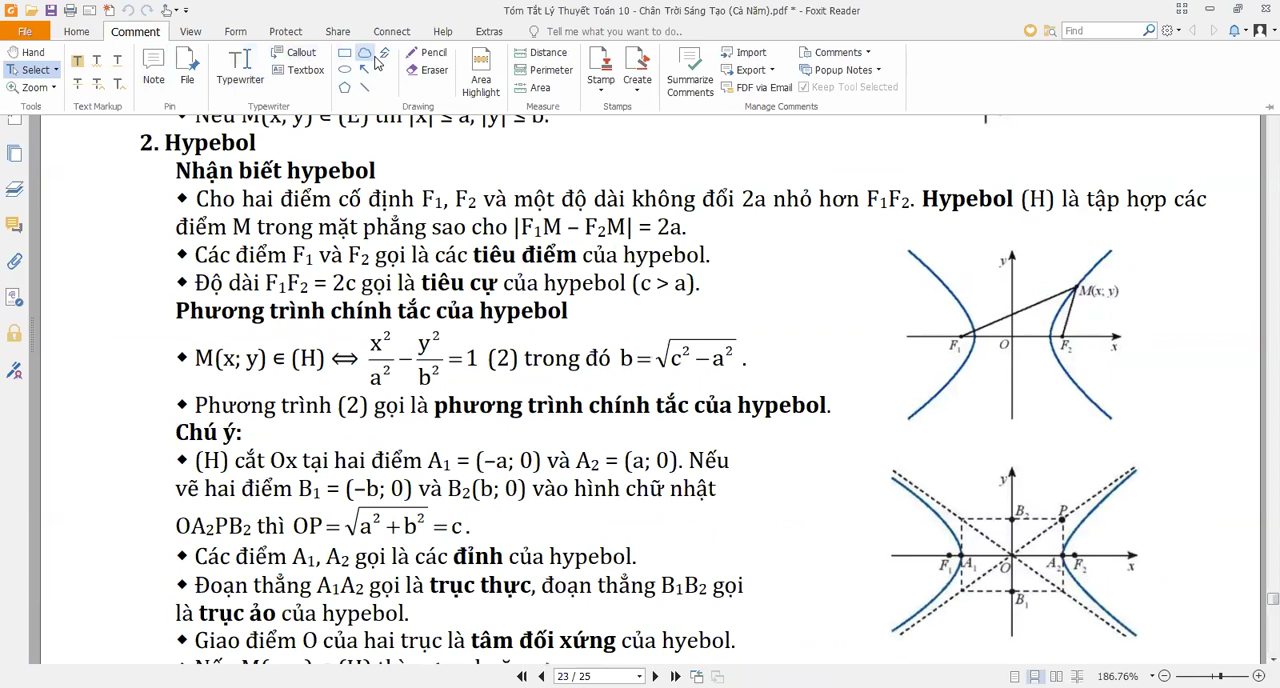 Tóm Tắt Lý Thuyết Toán 10 - Chân Trời Sáng Tạo (Cả Năm).pdf * - Foxit Reader
File Home Comment View Form Protect Share Connect Help Extras Tell me what you want to do.. Find
Hand
Select
Zoom
Tools
Text Markup
Note
File
Pin
Typewriter
Callout
Textbox
Typewriter
Pencil
Eraser
Drawing
Area Highlight
Distance
Perimeter
Area
Measure
Stamp
Create
Stamps
Summarize Comments
Import
Export
FDF via Email
Comments
Popup Notes
Keep Tool Selected
Manage Comments
Nếu M(x, y) ∈ (E) thì |x| ≤ a, |y| ≤ b.
2. Hypebol
Nhận biết hypebol
◆ Cho hai điểm cố định F₁, F₂ và một độ dài không đổi 2a nhỏ hơn F₁F₂. Hypebol (H) là tập hợp các
điểm M trong mặt phẳng sao cho |F₁M – F₂M| = 2a.
◆ Các điểm F₁ và F₂ gọi là các tiêu điểm của hypebol.
◆ Độ dài F₁F₂ = 2c gọi là tiêu cự của hypebol (c > a).
Phương trình chính tắc của hypebol
◆ M(x; y) ∈ (H) ⟺ x²/a² − y²/b² = 1 (2) trong đó b = √(c² − a²) .
◆ Phương trình (2) gọi là phương trình chính tắc của hypebol.
Chú ý:
◆ (H) cắt Ox tại hai điểm A₁ = (–a; 0) và A₂ = (a; 0). Nếu
vẽ hai điểm B₁ = (–b; 0) và B₂(b; 0) vào hình chữ nhật
OA₂PB₂ thì OP = √(a² + b²) = c .
◆ Các điểm A₁, A₂ gọi là các đỉnh của hypebol.
◆ Đoạn thẳng A₁A₂ gọi là trục thực, đoạn thẳng B₁B₂ gọi
là trục ảo của hypebol.
◆ Giao điểm O của hai trục là tâm đối xứng của hyebol.
y
M(x; y)
F₁ O F₂ x
y
B₂ P
F₁ A₁ O A₂ F₂ x
B₁
23 / 25
186.76%